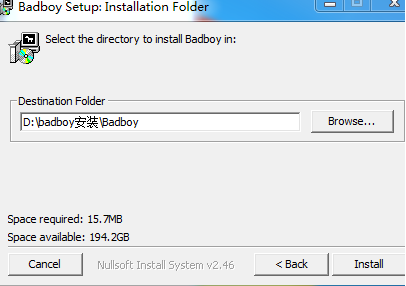 Badboy Setup: Installation Folder
Select the directory to install Badboy in:
Destination Folder
D:\badboy安装\Badboy
Browse...
Space required: 15.7MB
Space available: 194.2GB
Cancel
Nullsoft Install System v2.46
< Back
Install